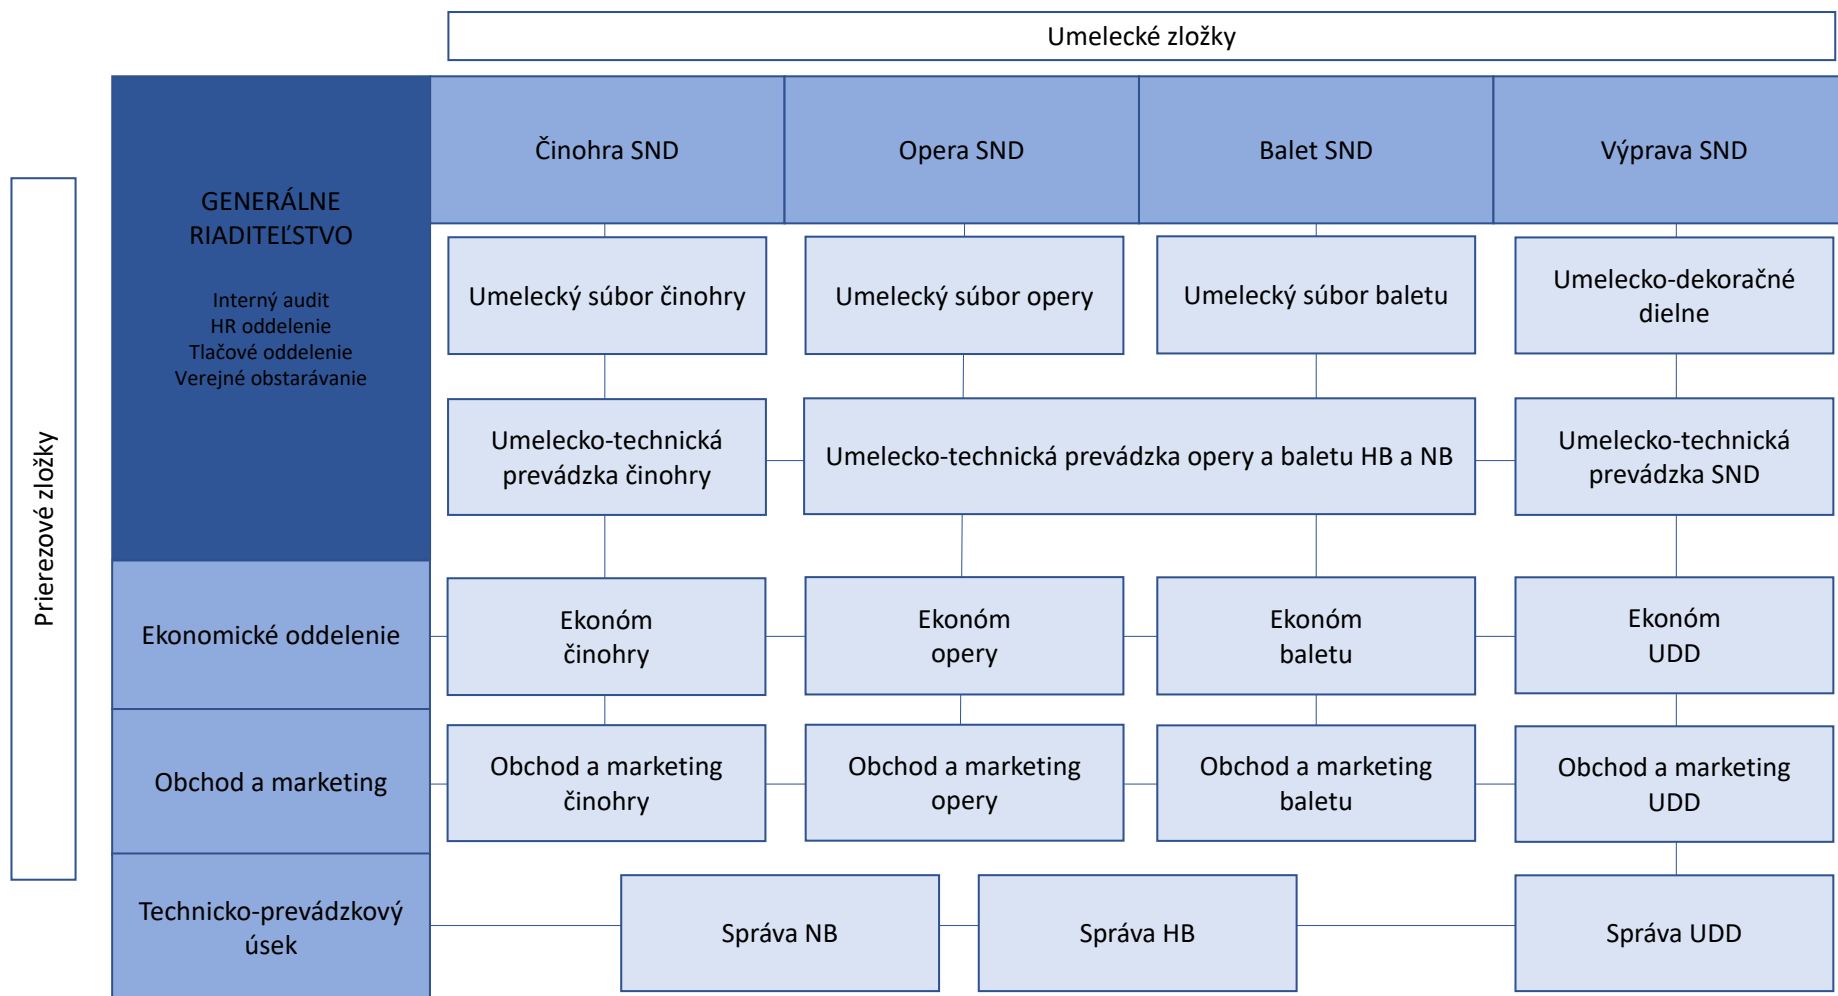 Umelecké zložky
Činohra SND
Opera SND
Balet SND
Výprava SND
Prierezové zložky
GENERÁLNE
RIADITEĽSTVO
Interný audit
HR oddelenie
Tlačové oddelenie
Verejné obstarávanie
Umelecký súbor činohry
Umelecký súbor opery
Umelecký súbor baletu
Umelecko-dekoračné
dielne
Umelecko-technická
prevádzka činohry
Umelecko-technická prevádzka opery a baletu HB a NB
Umelecko-technická
prevádzka SND
Ekonomické oddelenie
Ekonóm
činohry
Ekonóm
opery
Ekonóm
baletu
Ekonóm
UDD
Obchod a marketing
Obchod a marketing
činohry
Obchod a marketing
opery
Obchod a marketing
baletu
Obchod a marketing
UDD
Technicko-prevádzkový
úsek
Správa NB
Správa HB
Správa UDD